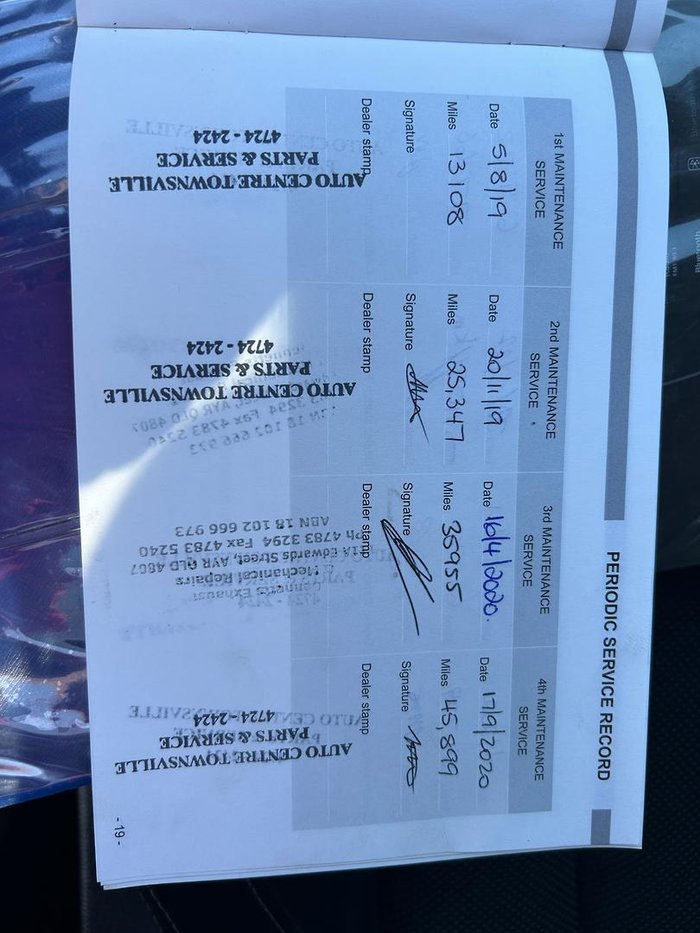 PERIODIC SERVICE RECORD
1st MAINTENANCE
SERVICE
Date 5/8/19
Miles 13108
Signature
Dealer stamp
AUTO CENTRE TOWNSVILLE
PARTS & SERVICE
4724 - 2424
2nd MAINTENANCE
SERVICE
Date 20/11/19
Miles 25,347
Signature
Dealer stamp
AUTO CENTRE TOWNSVILLE
PARTS & SERVICE
4724 - 2424
3rd MAINTENANCE
SERVICE
Date 16/4/2020.
Miles 35955
Signature
Dealer stamp
Exhaust
Mechanical Repairs
Edwards Street, AYR QLD 4807
Ph 4783 3294 Fax 4783 5240
ABN 18 102 666 973
4th MAINTENANCE
SERVICE
Date 17/9/2020
Miles 45,899
Signature
Dealer stamp
AUTO CENTRE TOWNSVILLE
PARTS & SERVICE
4724 - 2424
- 19 -